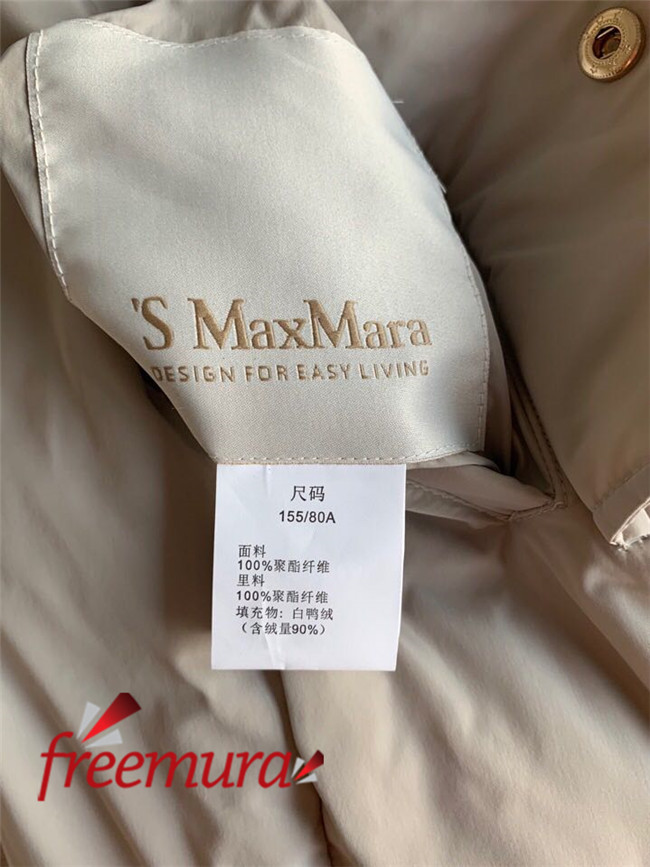 'S MaxMara
DESIGN FOR EASY LIVING
尺码
155/80A
面料
100%聚酯纤维
里料
100%聚酯纤维
填充物: 白鸭绒
（含绒量90%）
freemura